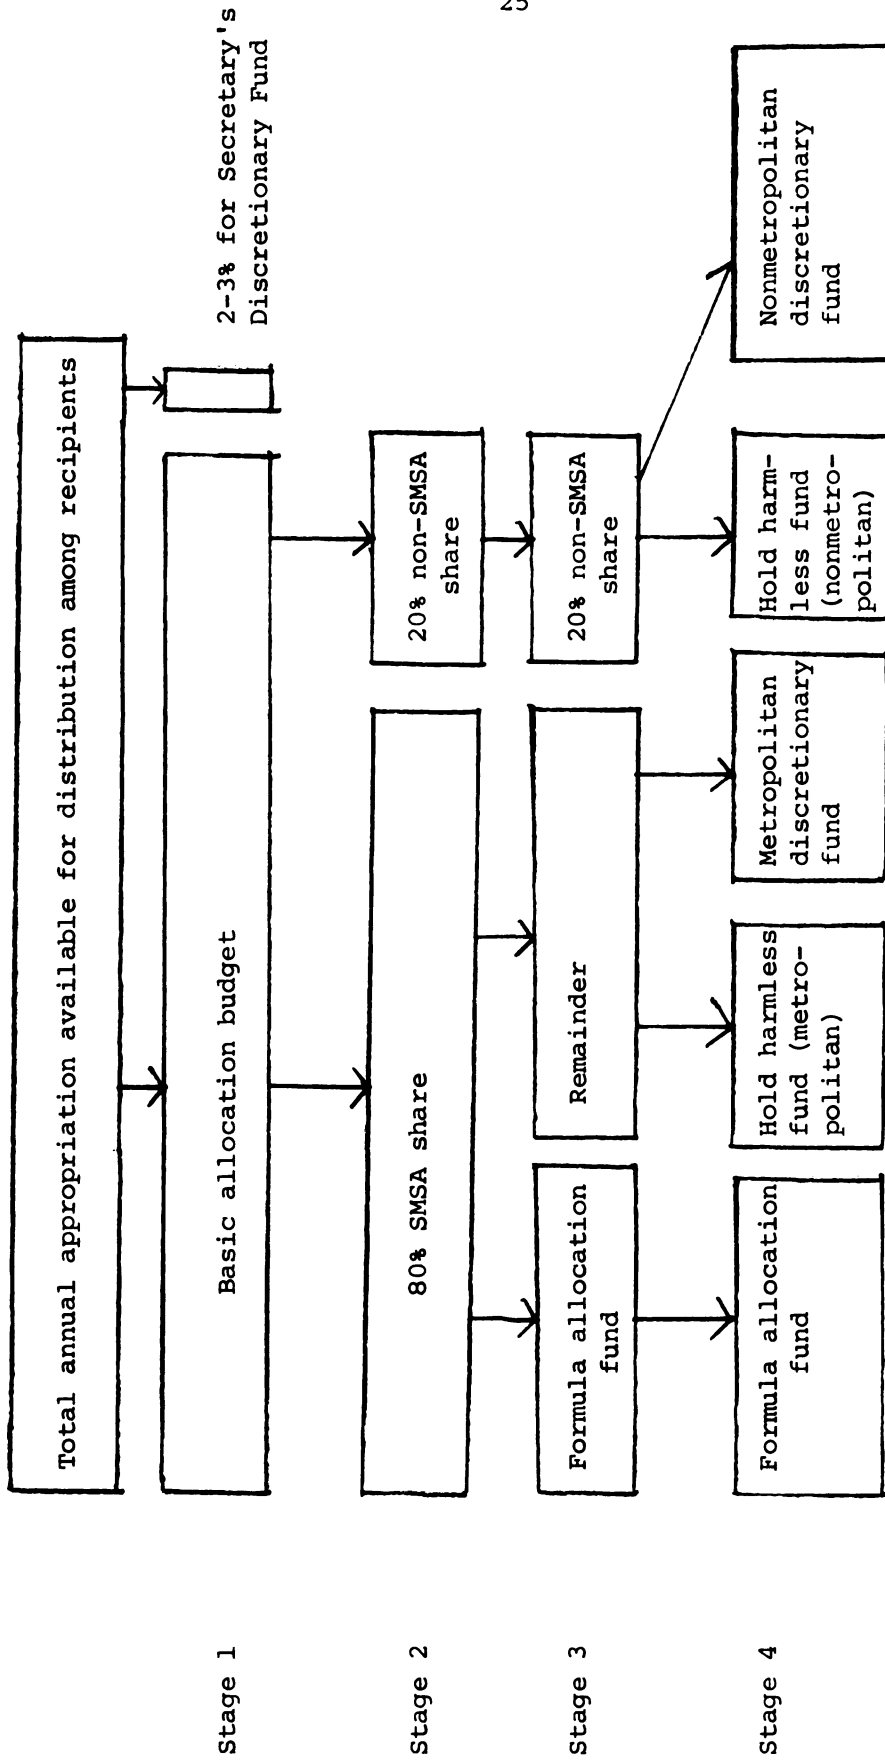 25
Total annual appropriation available for distribution among recipients
Stage 1
Basic allocation budget
2-3% for Secretary's
Discretionary Fund
Stage 2
80% SMSA share
20% non-SMSA
share
Stage 3
Formula allocation
fund
Remainder
20% non-SMSA
share
Stage 4
Formula allocation
fund
Hold harmless
fund (metro-
politan)
Metropolitan
discretionary
fund
Hold harm-
less fund
(nonmetro-
politan)
Nonmetropolitan
discretionary
fund